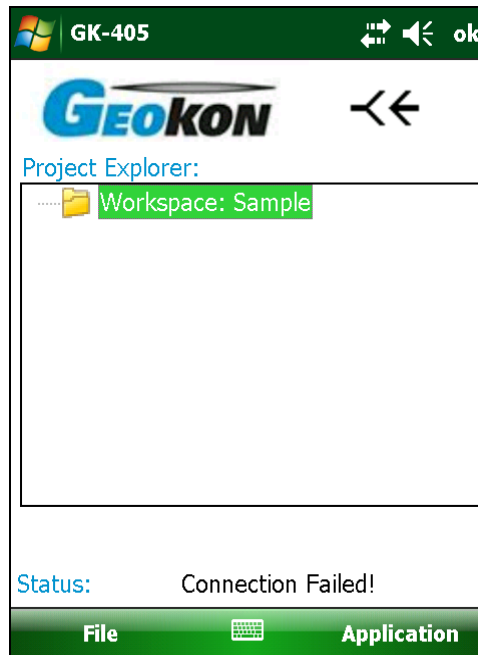 GK-405 ok
GEOKON
Project Explorer:
Workspace: Sample
Status: Connection Failed!
File Application